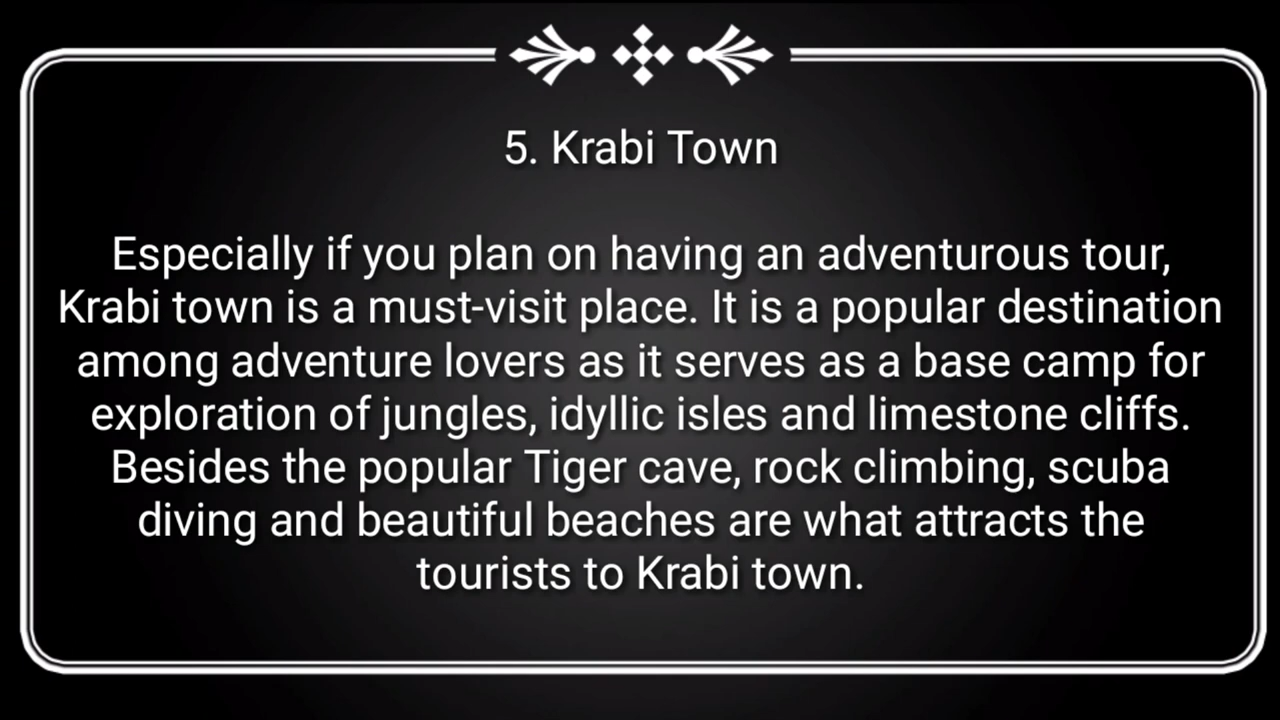 5. Krabi Town
Especially if you plan on having an adventurous tour,
Krabi town is a must-visit place. It is a popular destination
among adventure lovers as it serves as a base camp for
exploration of jungles, idyllic isles and limestone cliffs.
Besides the popular Tiger cave, rock climbing, scuba
diving and beautiful beaches are what attracts the
tourists to Krabi town.